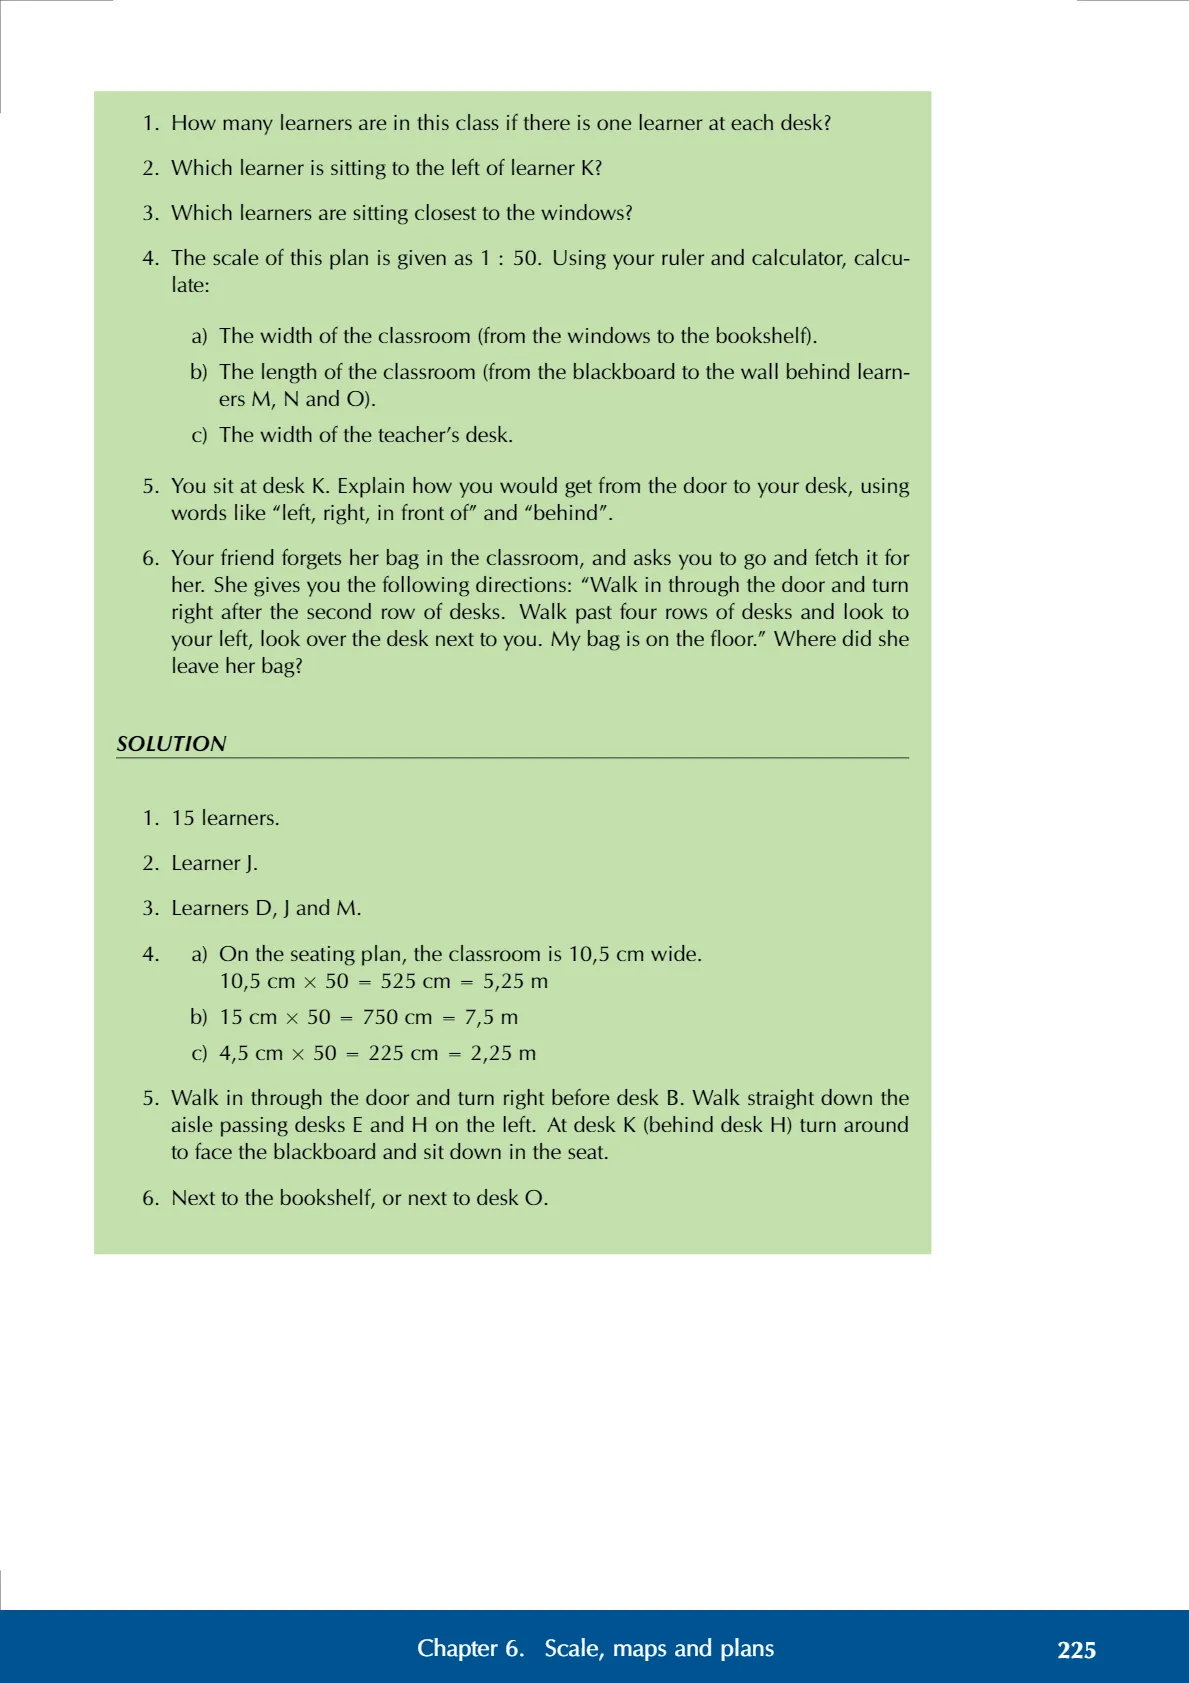 1. How many learners are in this class if there is one learner at each desk?
2. Which learner is sitting to the left of learner K?
3. Which learners are sitting closest to the windows?
4. The scale of this plan is given as 1 : 50. Using your ruler and calculator, calcu-
late:
a) The width of the classroom (from the windows to the bookshelf).
b) The length of the classroom (from the blackboard to the wall behind learn-
ers M, N and O).
c) The width of the teacher’s desk.
5. You sit at desk K. Explain how you would get from the door to your desk, using
words like “left, right, in front of” and “behind”.
6. Your friend forgets her bag in the classroom, and asks you to go and fetch it for
her. She gives you the following directions: “Walk in through the door and turn
right after the second row of desks. Walk past four rows of desks and look to
your left, look over the desk next to you. My bag is on the floor.” Where did she
leave her bag?
SOLUTION
1. 15 learners.
2. Learner J.
3. Learners D, J and M.
4. a) On the seating plan, the classroom is 10,5 cm wide.
10,5 cm × 50 = 525 cm = 5,25 m
b) 15 cm × 50 = 750 cm = 7,5 m
c) 4,5 cm × 50 = 225 cm = 2,25 m
5. Walk in through the door and turn right before desk B. Walk straight down the
aisle passing desks E and H on the left. At desk K (behind desk H) turn around
to face the blackboard and sit down in the seat.
6. Next to the bookshelf, or next to desk O.
Chapter 6. Scale, maps and plans 225